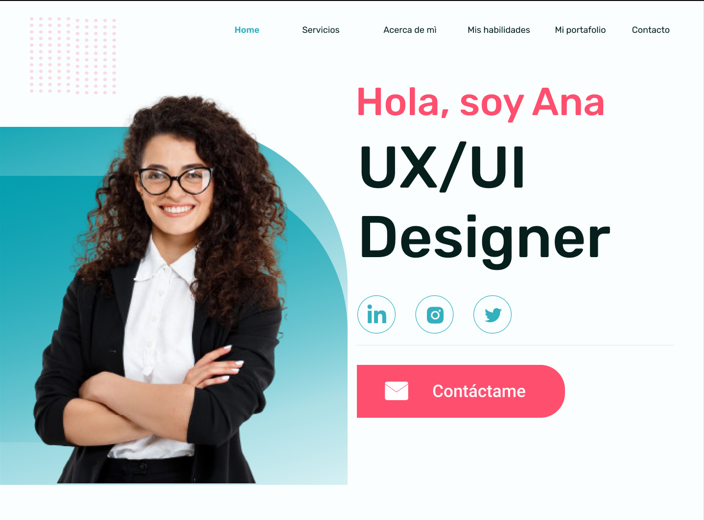 Home Servicios Acerca de mì Mis habilidades Mi portafolio Contacto
Hola, soy Ana
UX/UI
Designer
in
Contáctame